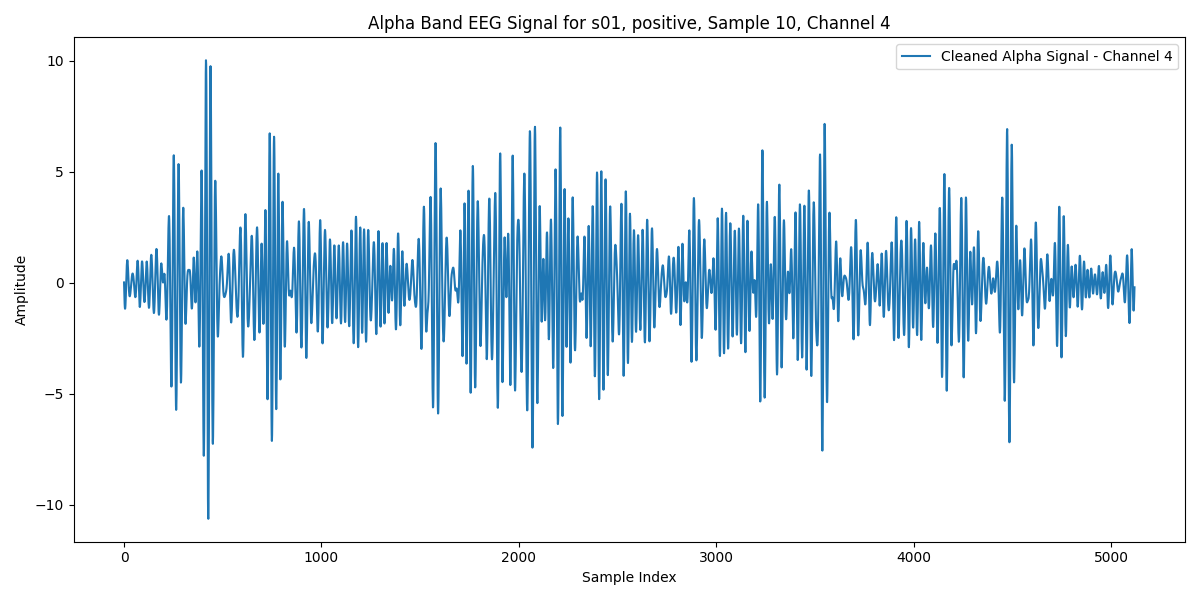 Alpha Band EEG Signal for s01, positive, Sample 10, Channel 4
Cleaned Alpha Signal - Channel 4
Amplitude
10
5
0
−5
−10
0 1000 2000 3000 4000 5000
Sample Index